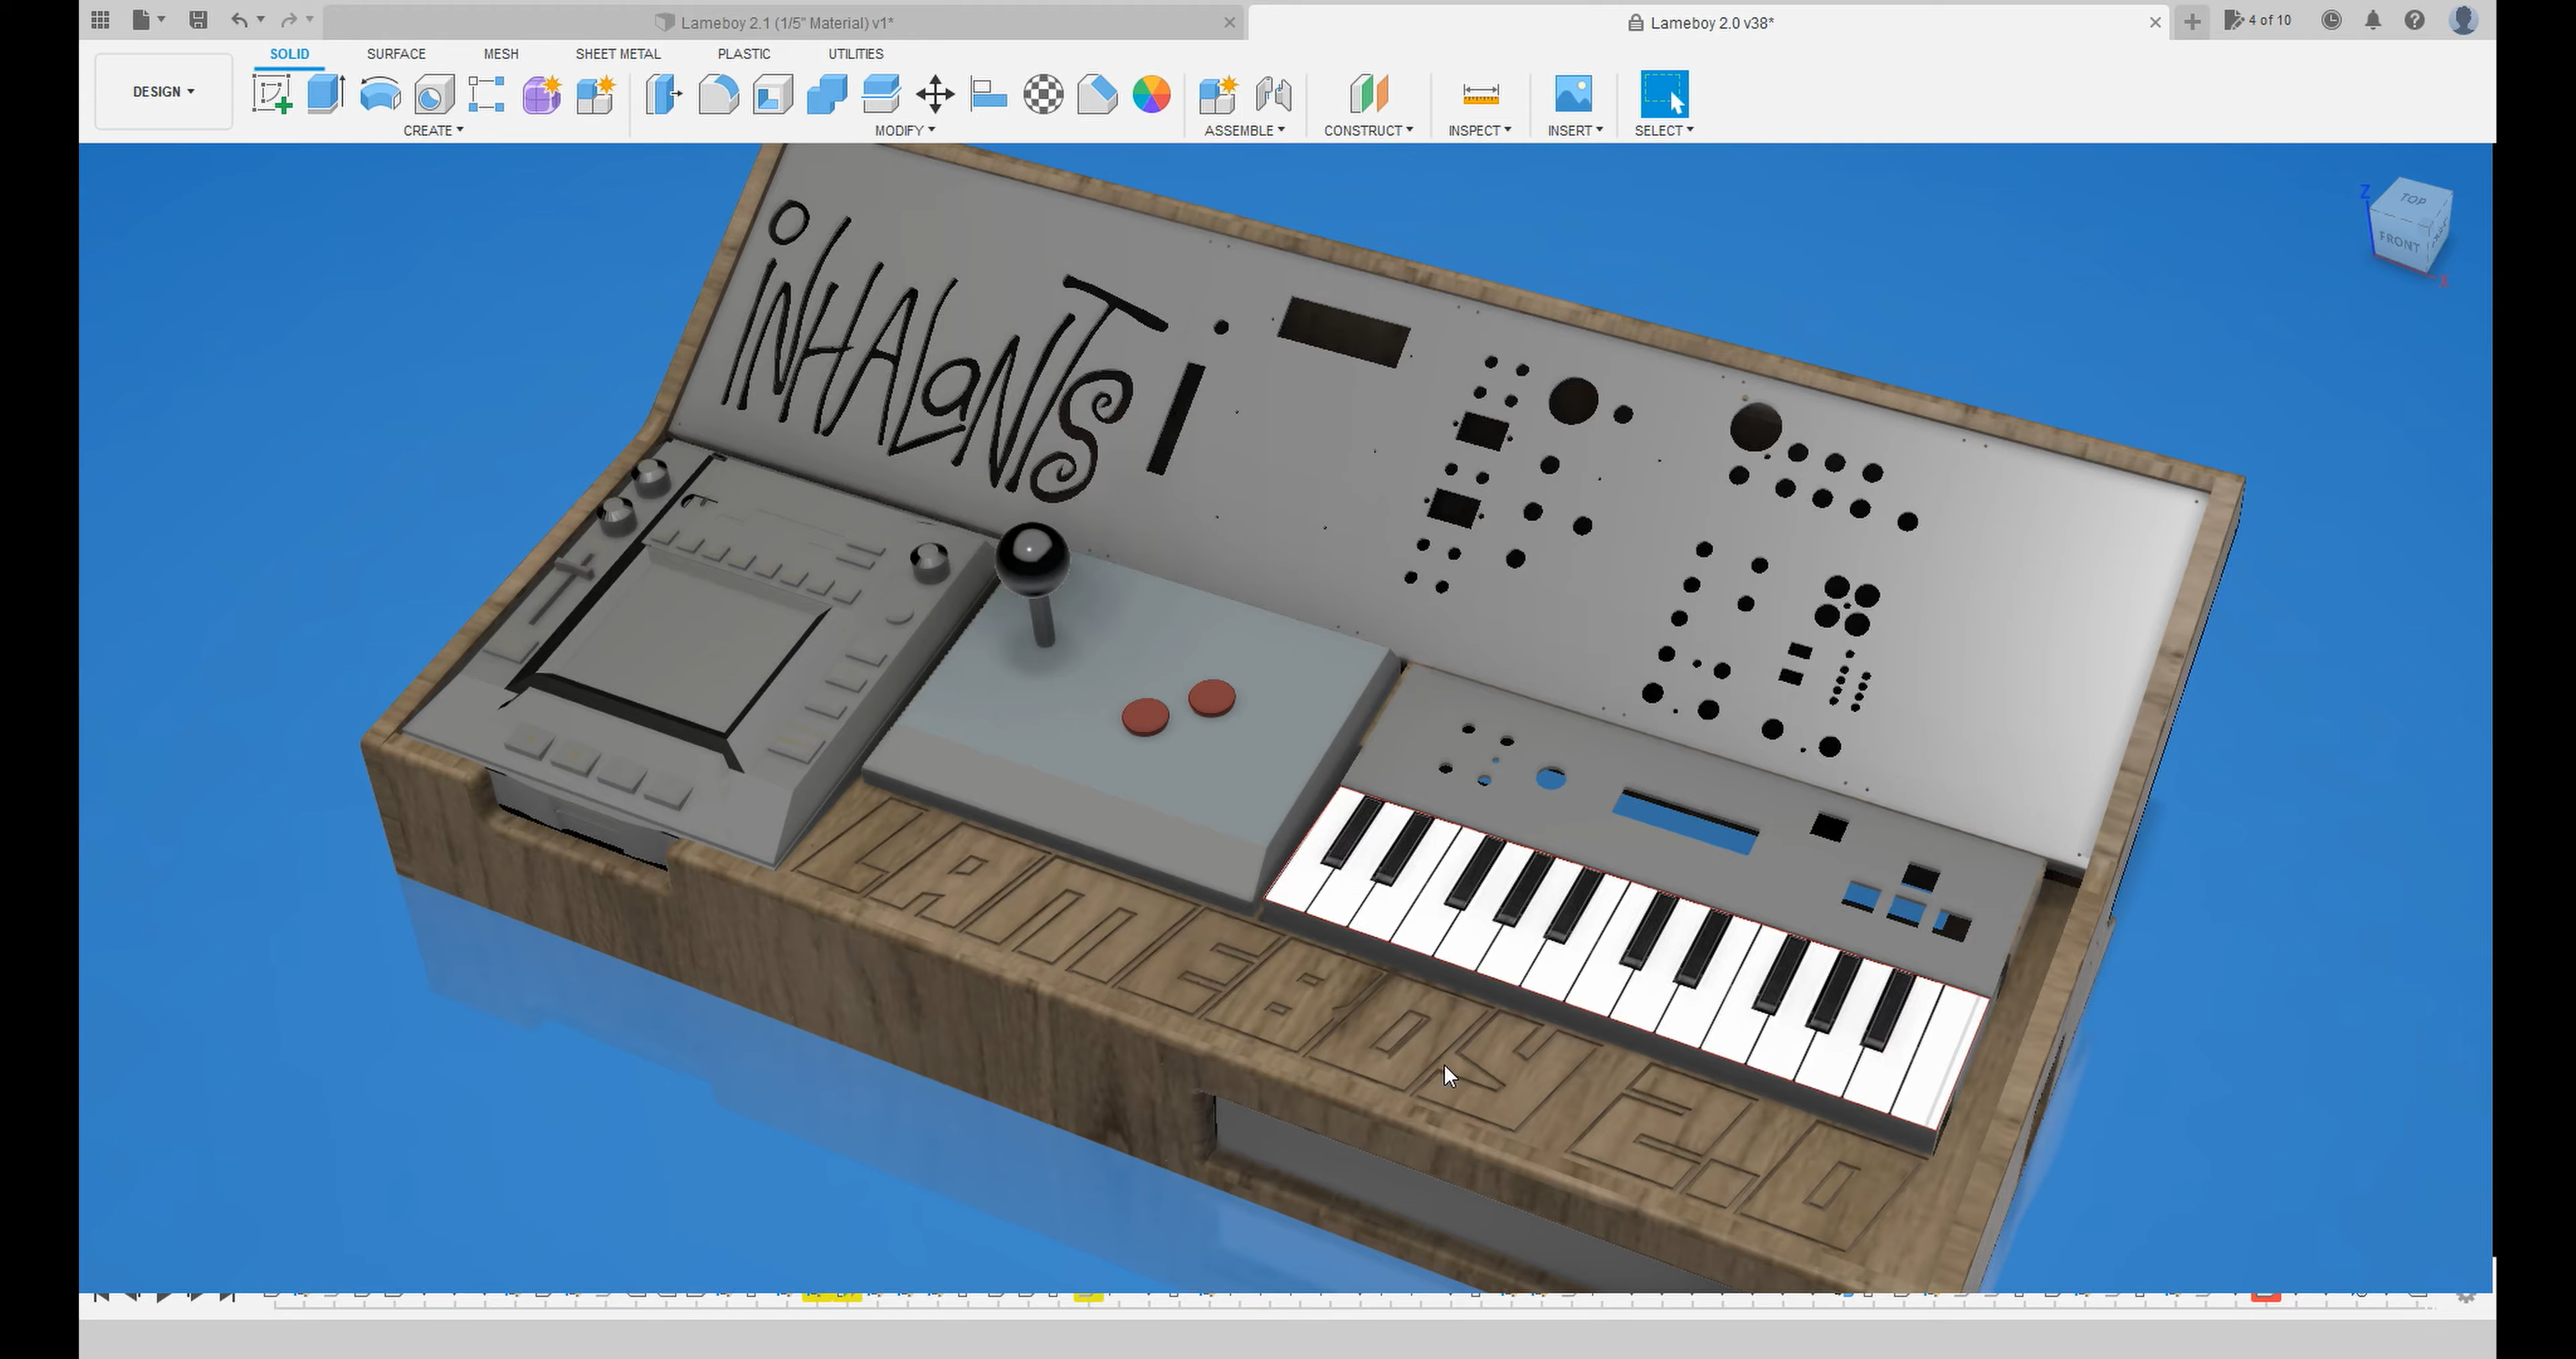 Lameboy 2.1 (1/5" Material) v1*
Lameboy 2.0 v38*
4 of 10
SOLID SURFACE MESH SHEET METAL PLASTIC UTILITIES
DESIGN
CREATE MODIFY ASSEMBLE CONSTRUCT INSPECT INSERT SELECT
Z
TOP
FRONT
X
iNHALaNTS
LAMEBOY 2.0